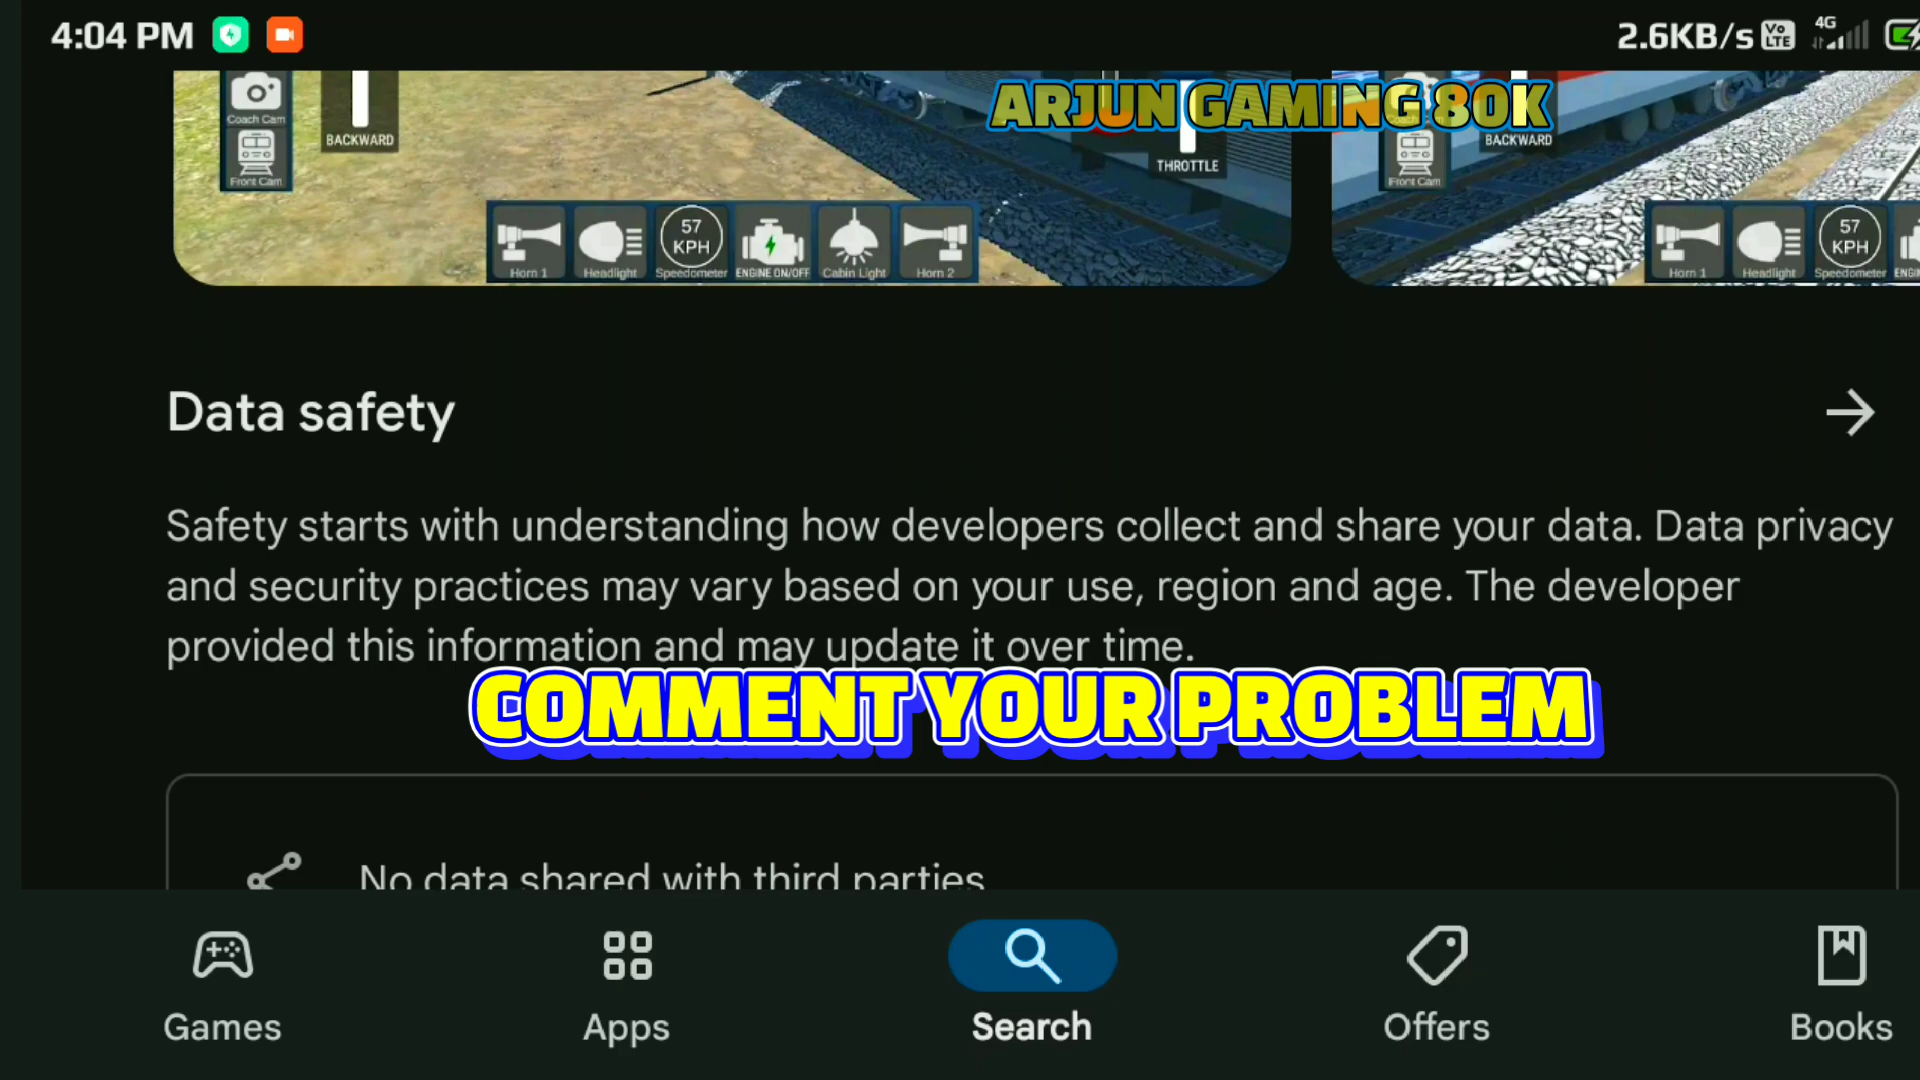 4:04 PM
2.6KB/s Vo LTE 4G
ARJUN GAMING 80K
Coach Cam
BACKWARD
Front Cam
THROTTLE
57 KPH
Horn 1 Headlight Speedometer ENGINE ON/OFF Cabin Light Horn 2
BACKWARD
Front Cam
57 KPH
Horn 1 Headlight Speedometer
Data safety
Safety starts with understanding how developers collect and share your data. Data privacy
and security practices may vary based on your use, region and age. The developer
provided this information and may update it over time.
COMMENT YOUR PROBLEM
No data shared with third parties
Games Apps Search Offers Books